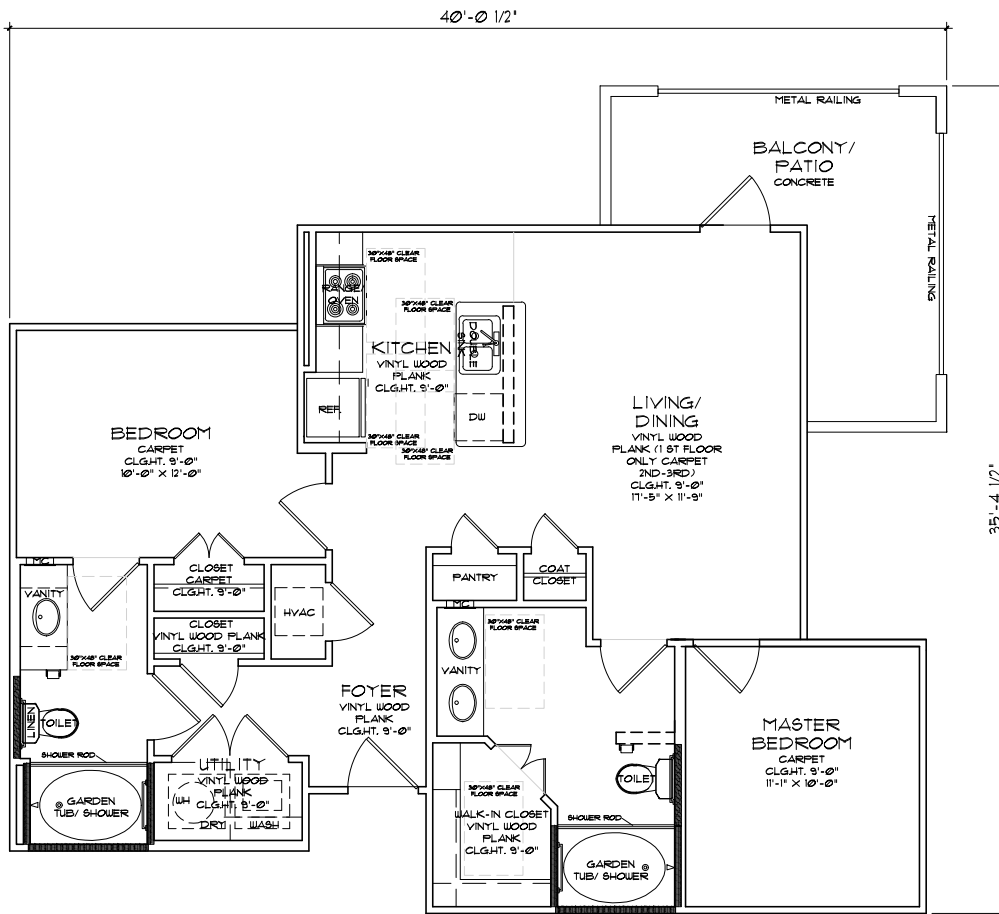 40'-0 1/2"
METAL RAILING
BALCONY/
PATIO
CONCRETE
METAL RAILING
30"X48" CLEAR
FLOOR SPACE
RANGE/
OVEN
30"X48" CLEAR
FLOOR SPACE
DOUBLE
SINK
KITCHEN
VINYL WOOD
PLANK
CLG.HT. 9'-0"
REF.
DW
30"X48" CLEAR
FLOOR SPACE
30"X48" CLEAR
FLOOR SPACE
LIVING/
DINING
VINYL WOOD
PLANK (1 ST FLOOR
ONLY CARPET
2ND-3RD)
CLG.HT. 9'-0"
17'-5" X 11'-9"
35'-4 1/2"
BEDROOM
CARPET
CLG.HT. 9'-0"
10'-0" X 12'-0"
MC
VANITY
30"X48" CLEAR
FLOOR SPACE
CLOSET
CARPET
CLG.HT. 9'-0"
CLOSET
VINYL WOOD PLANK
CLG.HT. 9'-0"
HVAC
PANTRY
COAT
CLOSET
MC
30"X48" CLEAR
FLOOR SPACE
VANITY
FOYER
VINYL WOOD
PLANK
CLG.HT. 9'-0"
LINEN
TOILET
SHOWER ROD
GARDEN
TUB/ SHOWER
UTILITY
VINYL WOOD
PLANK
CLG.HT. 9'-0"
WH
DRY
WASH
30"X48" CLEAR
FLOOR SPACE
WALK-IN CLOSET
VINYL WOOD
PLANK
CLG.HT. 9'-0"
TOILET
SHOWER ROD
GARDEN
TUB/ SHOWER
MASTER
BEDROOM
CARPET
CLG.HT. 9'-0"
11'-1" X 10'-0"